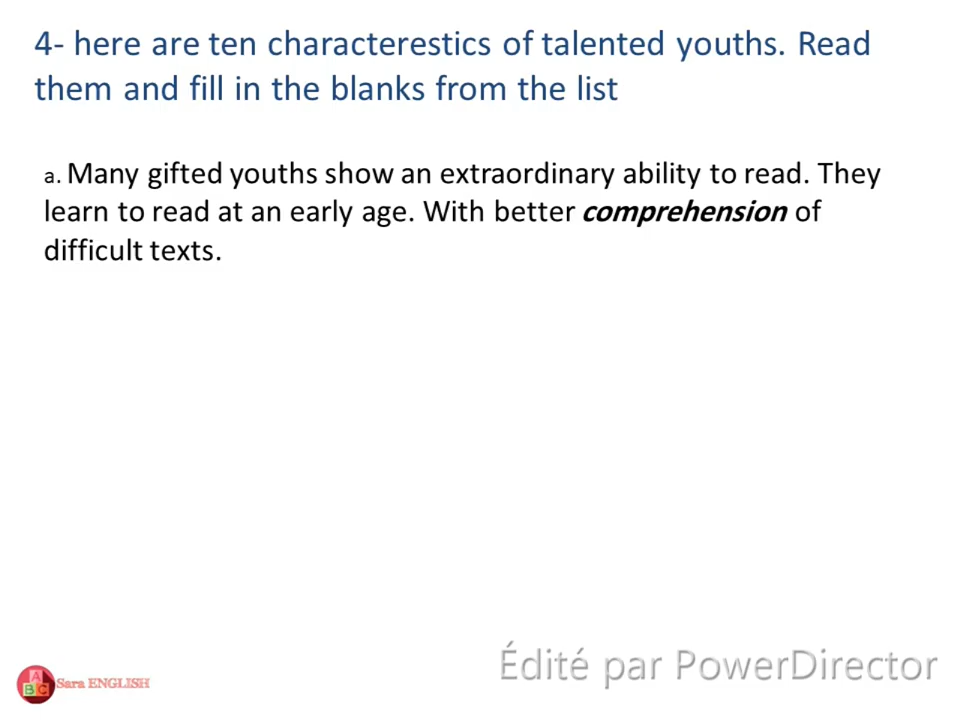 4- here are ten characterestics of talented youths. Read
them and fill in the blanks from the list
a. Many gifted youths show an extraordinary ability to read. They
learn to read at an early age. With better comprehension of
difficult texts.
Édité par PowerDirector
A
B C
Sara ENGLISH